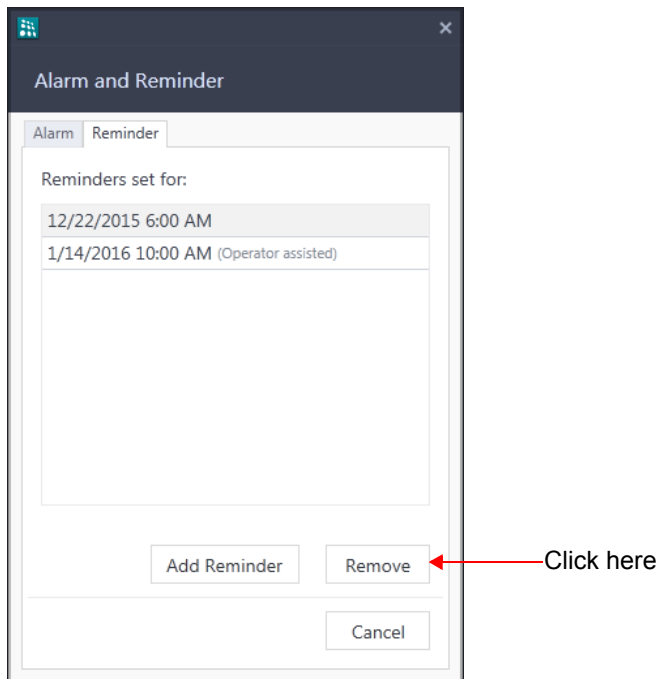 Alarm and Reminder
Alarm Reminder
Reminders set for:
12/22/2015 6:00 AM
1/14/2016 10:00 AM (Operator assisted)
Add Reminder Remove Click here
Cancel